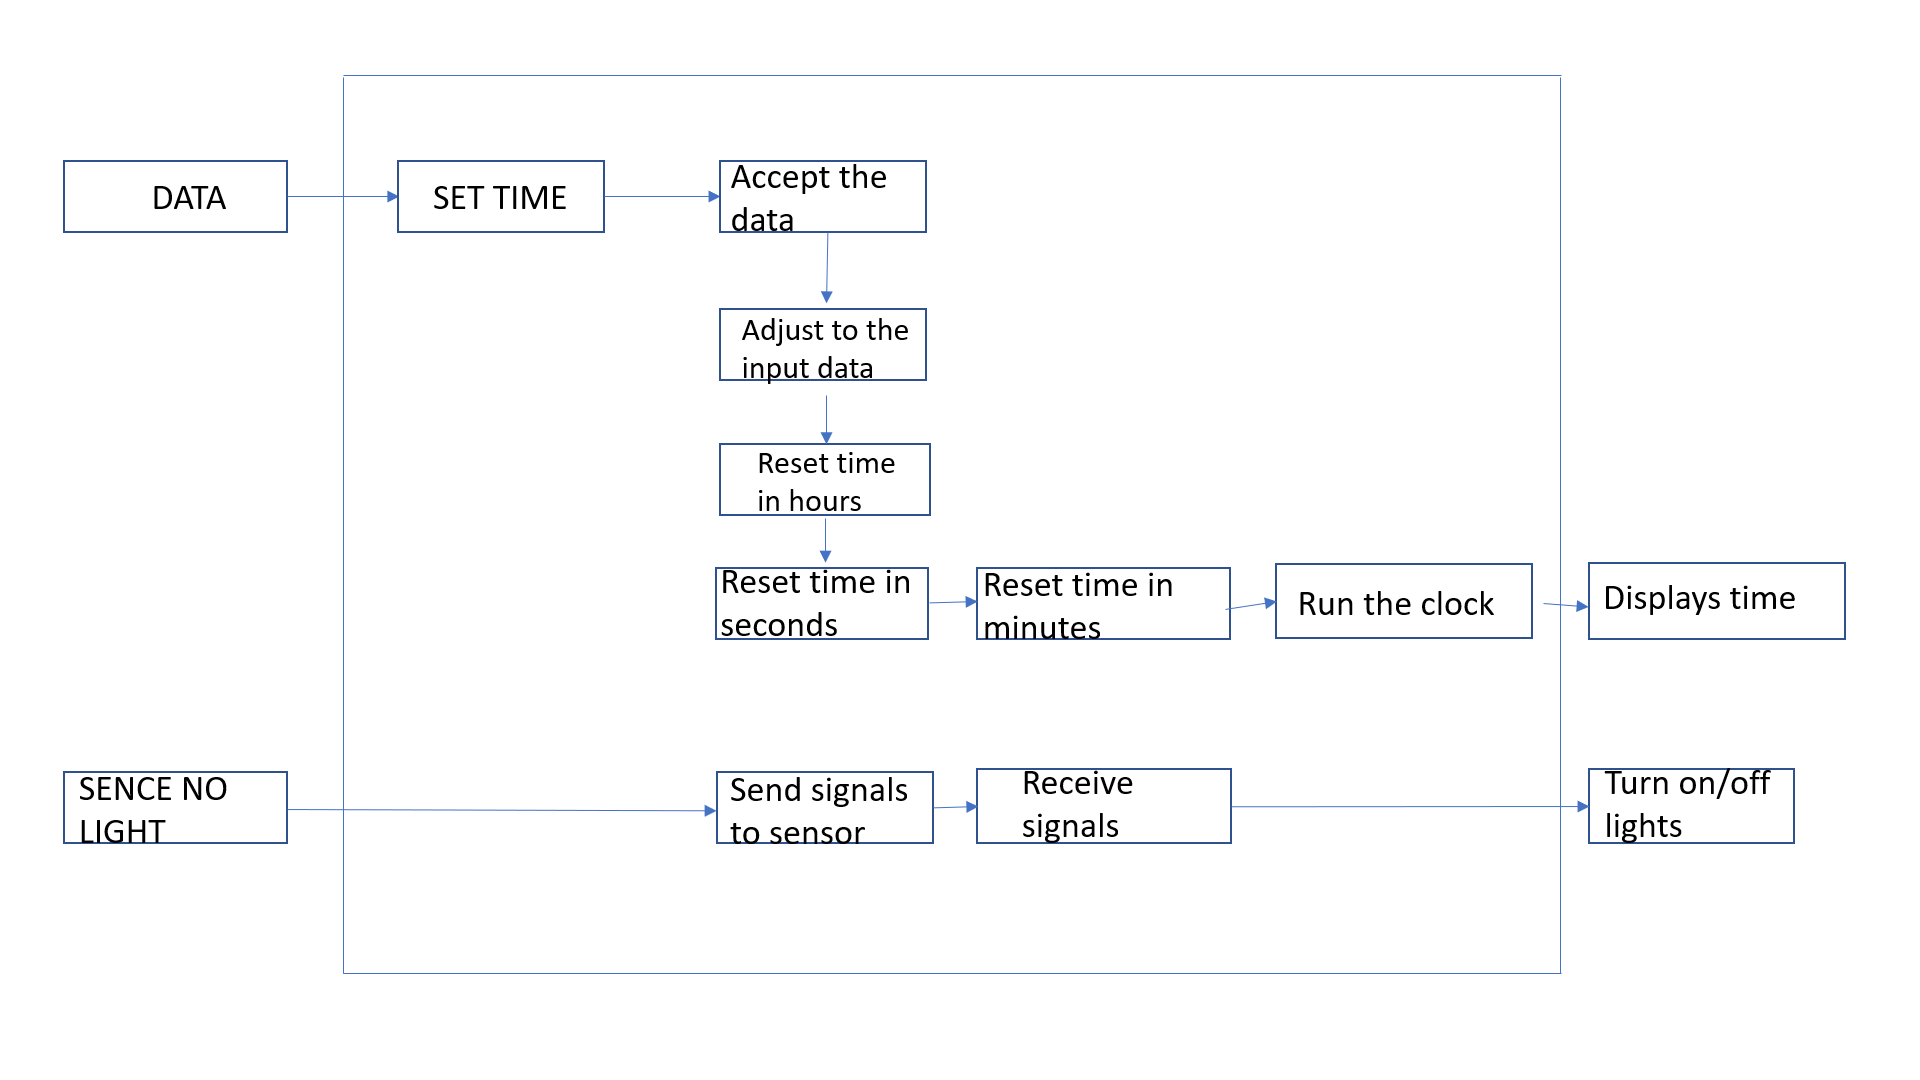 DATA
SET TIME
Accept the
data
Adjust to the
input data
Reset time
in hours
Reset time in
seconds
Reset time in
minutes
Run the clock
Displays time
SENCE NO
LIGHT
Send signals
to sensor
Receive
signals
Turn on/off
lights